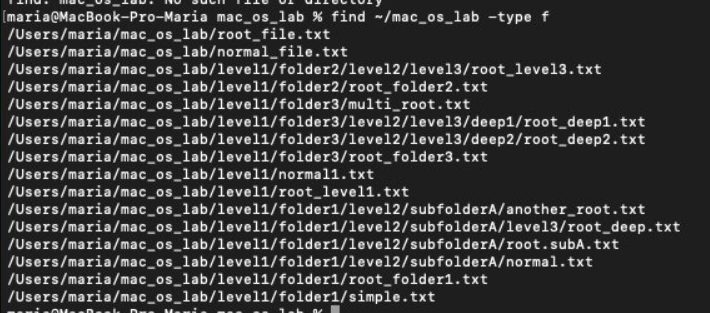 find: mac_os_lab: No such file or directory
[maria@MacBook-Pro-Maria mac_os_lab % find ~/mac_os_lab -type f
/Users/maria/mac_os_lab/root_file.txt
/Users/maria/mac_os_lab/normal_file.txt
/Users/maria/mac_os_lab/level1/folder2/level2/level3/root_level3.txt
/Users/maria/mac_os_lab/level1/folder2/root_folder2.txt
/Users/maria/mac_os_lab/level1/folder3/multi_root.txt
/Users/maria/mac_os_lab/level1/folder3/level2/level3/deep1/root_deep1.txt
/Users/maria/mac_os_lab/level1/folder3/level2/level3/deep2/root_deep2.txt
/Users/maria/mac_os_lab/level1/folder3/root_folder3.txt
/Users/maria/mac_os_lab/level1/normal1.txt
/Users/maria/mac_os_lab/level1/root_level1.txt
/Users/maria/mac_os_lab/level1/folder1/level2/subfolderA/another_root.txt
/Users/maria/mac_os_lab/level1/folder1/level2/subfolderA/level3/root_deep.txt
/Users/maria/mac_os_lab/level1/folder1/level2/subfolderA/root.subA.txt
/Users/maria/mac_os_lab/level1/folder1/level2/subfolderA/normal.txt
/Users/maria/mac_os_lab/level1/folder1/root_folder1.txt
/Users/maria/mac_os_lab/level1/folder1/simple.txt
maria@MacBook-Pro-Maria mac_os_lab %